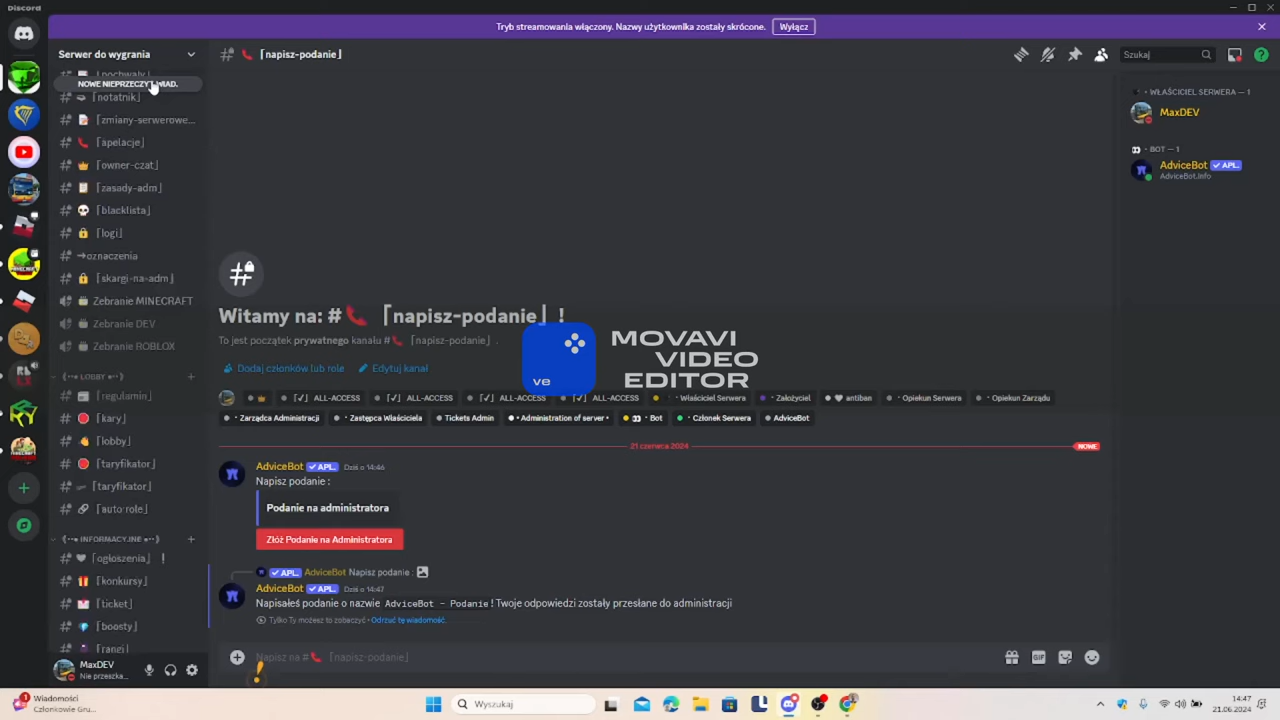 Discord
Tryb streamowania włączony. Nazwy użytkownika zostały skrócone. Wyłącz
Serwer do wygrania
「napisz-podanie」
Szukaj
NOWE NIEPRZECZYT. WIAD.
「notatnik」
「zmiany-serwerowe...
「apelacje」
「owner-czat」
「zasady-adm」
「blacklista」
「logi」
→oznaczenia
「skargi-na-adm」
Zebranie MINECRAFT
Zebranie DEV
Zebranie ROBLOX
LOBBY
「regulamin」
「kary」
「lobby」
「taryfikator」
「taryfikator」
「auto role」
INFORMACYJNE
「ogłoszenia」 !
「konkursy」
「ticket」
「boosty」
「rangi」
MaxDEV
Nie przeszka...
Witamy na: # 「napisz-podanie」 !
To jest początek prywatnego kanału # 「napisz-podanie」 .
Dodaj członków lub role Edytuj kanał
MOVAVI
VIDEO
EDITOR
ve
「✓」 ALL-ACCESS 「✓」 ALL-ACCESS 「✓」 ALL-ACCESS 「✓」 ALL-ACCESS Właściciel Serwera Założyciel antiban Opiekun Serwera Opiekun Zarządu
Zarządca Administracji Zastępca Właściciela Tickets Admin • Administration of server • Bot Członek Serwera AdviceBot
21 czerwca 2024 NOWE
AdviceBot APL. Dziś o 14:46
Napisz podanie :
Podanie na administratora
Złóż Podanie na Administratora
APL. AdviceBot Napisz podanie :
AdviceBot APL. Dziś o 14:47
Napisałeś podanie o nazwie AdviceBot - Podanie! Twoje odpowiedzi zostały przesłane do administracji
Tylko Ty możesz to zobaczyć • Odrzuć tę wiadomość.
Napisz na # 「napisz-podanie」
WŁAŚCICIEL SERWERA — 1
MaxDEV
BOT — 1
AdviceBot APL.
AdviceBot.Info
1
Wiadomości
Członkowie Gru...
Wyszukaj
14:47
21.06.2024